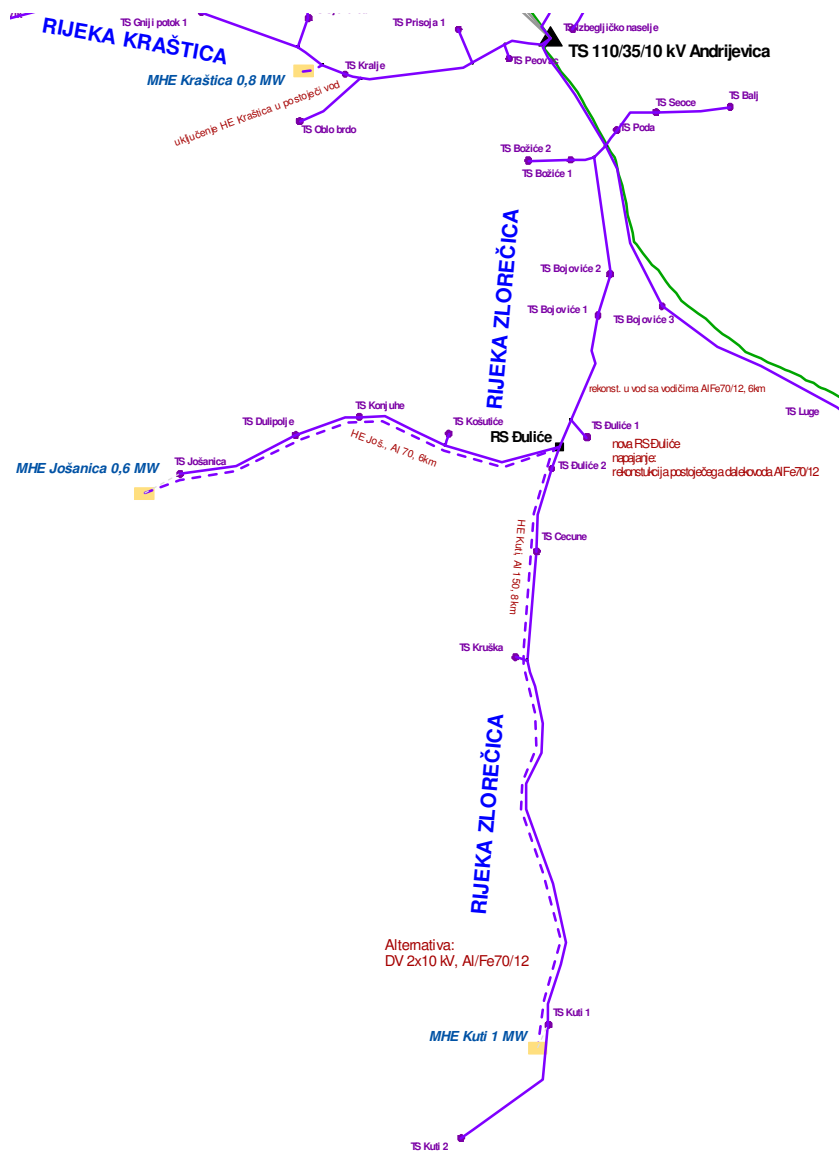 TS Gnji potok 1
TS Prisoja 1
TS Izbegljičko naselje
RIJEKA KRAŠTICA
TS 110/35/10 kV Andrijevica
TS Peovac
TS Kralje
MHE Kraštica 0,8 MW
uključenje HE Kraštica u postojeći vod
TS Oblo brdo
TS Balj
TS Seoce
TS Poda
TS Božiće 2
TS Božiće 1
RIJEKA ZLOREČICA
TS Bojoviće 2
TS Bojoviće 1
TS Bojoviće 3
rekonst. u vod sa vodičima AlFe70/12, 6km
TS Luge
TS Konjuhe
TS Dulipolje
TS Košutiće
HE Još., Al 70, 6km
RS Đuliće
TS Đuliće 1
nova RS Đuliće
napajanje:
rekonstukcija postoječega dalekovoda AlFe70/12
TS Jošanica
MHE Jošanica 0,6 MW
TS Đuliće 2
HE Kuti, Al 150, 8km
TS Cecune
TS Kruška
RIJEKA ZLOREČICA
Alternativa:
DV 2x10 kV, Al/Fe70/12
TS Kuti 1
MHE Kuti 1 MW
TS Kuti 2